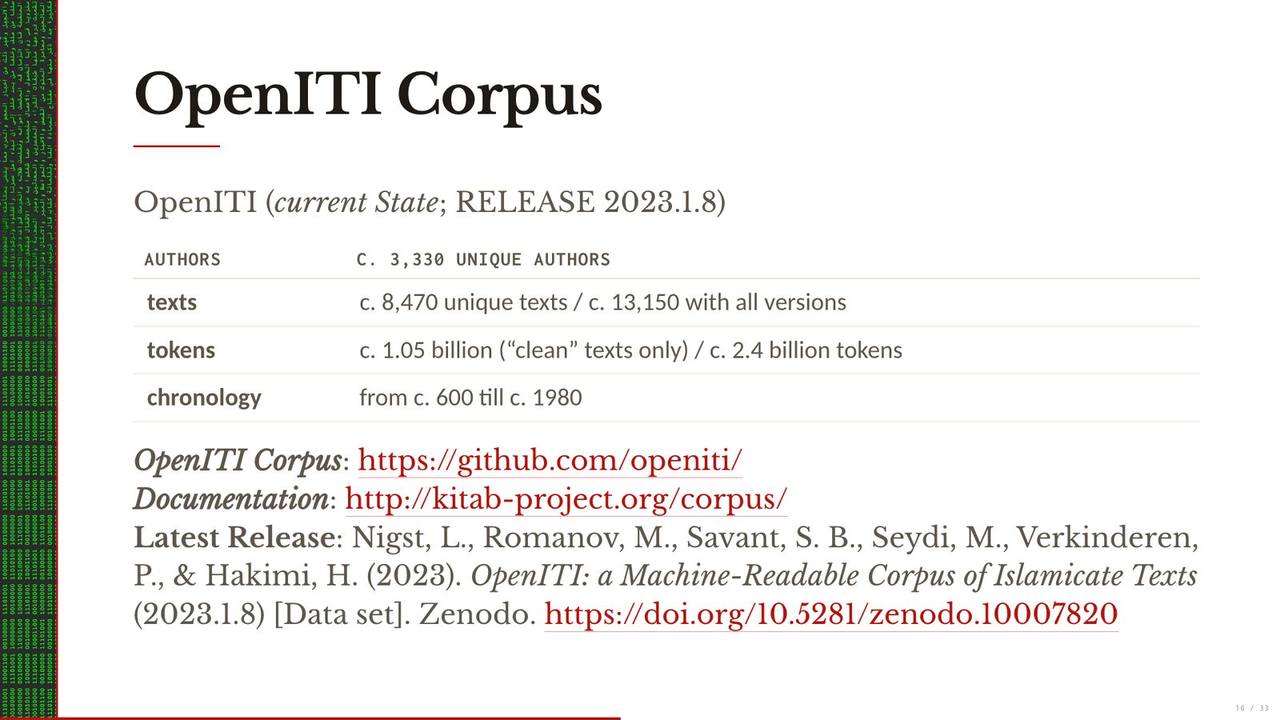 OpenITI Corpus
OpenITI (current State; RELEASE 2023.1.8)
AUTHORS C. 3,330 UNIQUE AUTHORS
texts c. 8,470 unique texts / c. 13,150 with all versions
tokens c. 1.05 billion (“clean” texts only) / c. 2.4 billion tokens
chronology from c. 600 till c. 1980
OpenITI Corpus: https://github.com/openiti/
Documentation: http://kitab-project.org/corpus/
Latest Release: Nigst, L., Romanov, M., Savant, S. B., Seydi, M., Verkinderen,
P., & Hakimi, H. (2023). OpenITI: a Machine-Readable Corpus of Islamicate Texts
(2023.1.8) [Data set]. Zenodo. https://doi.org/10.5281/zenodo.10007820
16 / 33